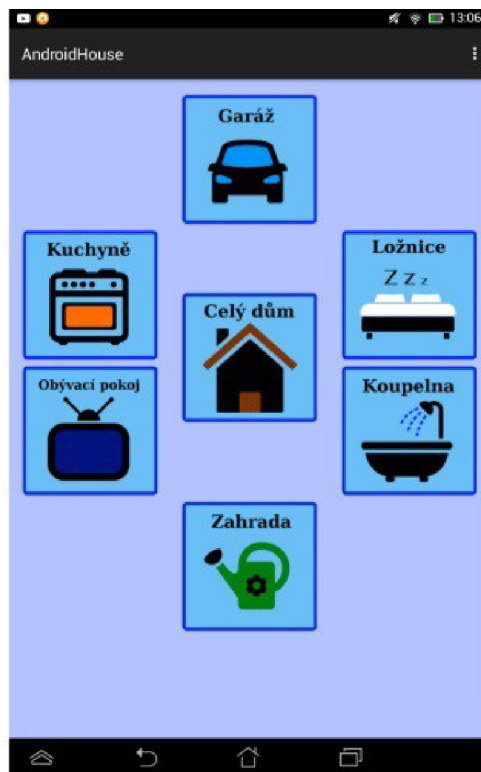 13:06
AndroidHouse
Garáž
Kuchyně
Ložnice
Z Z z
Celý dům
Obývací pokoj
Koupelna
Zahrada